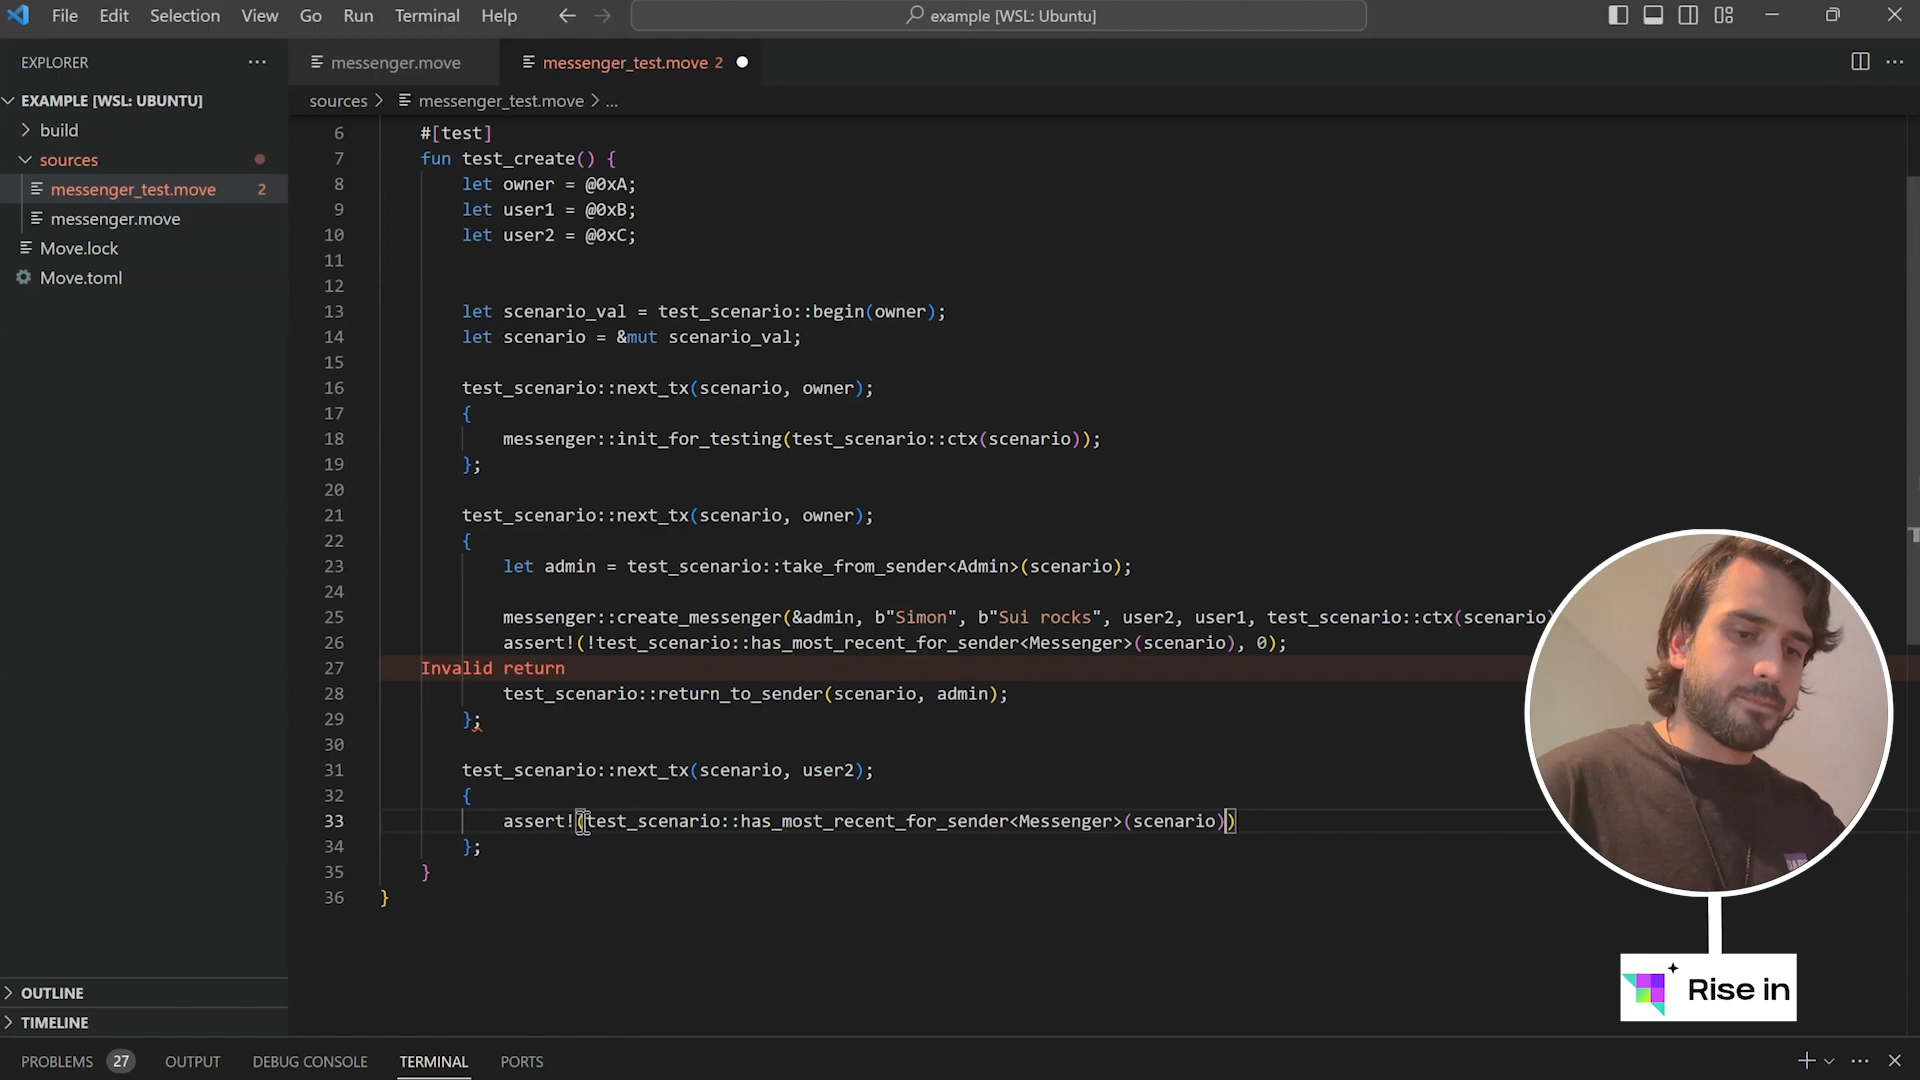 File Edit Selection View Go Run Terminal Help
example [WSL: Ubuntu]
EXPLORER
EXAMPLE [WSL: UBUNTU]
build
sources
messenger_test.move 2
messenger.move
Move.lock
Move.toml
OUTLINE
TIMELINE
messenger.move
messenger_test.move 2
sources > messenger_test.move > ...
6 #[test]
7 fun test_create() {
8 let owner = @0xA;
9 let user1 = @0xB;
10 let user2 = @0xC;
11
12
13 let scenario_val = test_scenario::begin(owner);
14 let scenario = &mut scenario_val;
15
16 test_scenario::next_tx(scenario, owner);
17 {
18 messenger::init_for_testing(test_scenario::ctx(scenario));
19 };
20
21 test_scenario::next_tx(scenario, owner);
22 {
23 let admin = test_scenario::take_from_sender<Admin>(scenario);
24
25 messenger::create_messenger(&admin, b"Simon", b"Sui rocks", user2, user1, test_scenario::ctx(scenario)
26 assert!(!test_scenario::has_most_recent_for_sender<Messenger>(scenario), 0);
27 Invalid return
28 test_scenario::return_to_sender(scenario, admin);
29 };
30
31 test_scenario::next_tx(scenario, user2);
32 {
33 assert!(test_scenario::has_most_recent_for_sender<Messenger>(scenario))
34 };
35 }
36 }
Rise in
PROBLEMS 27 OUTPUT DEBUG CONSOLE TERMINAL PORTS